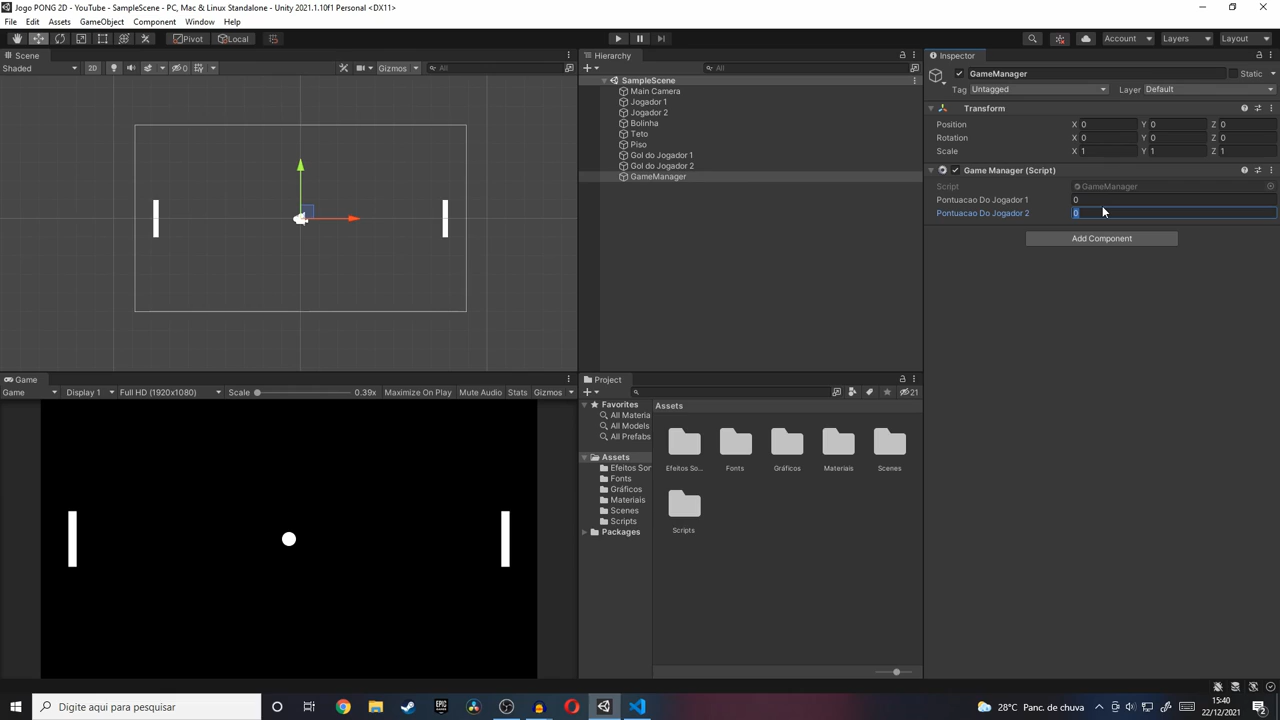 Jogo PONG 2D - YouTube - SampleScene - PC, Mac & Linux Standalone - Unity 2021.1.10f1 Personal <DX11>
File Edit Assets GameObject Component Window Help
Pivot Local Account Layers Layout
Scene
Shaded 2D 0 Gizmos All
Hierarchy
All
SampleScene
Main Camera
Jogador 1
Jogador 2
Bolinha
Teto
Piso
Gol do Jogador 1
Gol do Jogador 2
GameManager
Inspector
GameManager Static
Tag Untagged Layer Default
Transform
Position X 0 Y 0 Z 0
Rotation X 0 Y 0 Z 0
Scale X 1 Y 1 Z 1
Game Manager (Script)
Script GameManager
Pontuacao Do Jogador 1 0
Pontuacao Do Jogador 2 0
Add Component
Game
Game Display 1 Full HD (1920x1080) Scale 0.39x Maximize On Play Mute Audio Stats Gizmos
Project
21
Favorites
All Materia
All Models
All Prefabs
Assets
Efeitos Sor
Fonts
Gráficos
Materiais
Scenes
Scripts
Packages
Assets
Efeitos So... Fonts Gráficos Materiais Scenes
Scripts
Digite aqui para pesquisar
28°C Panc. de chuva
15:40
22/12/2021